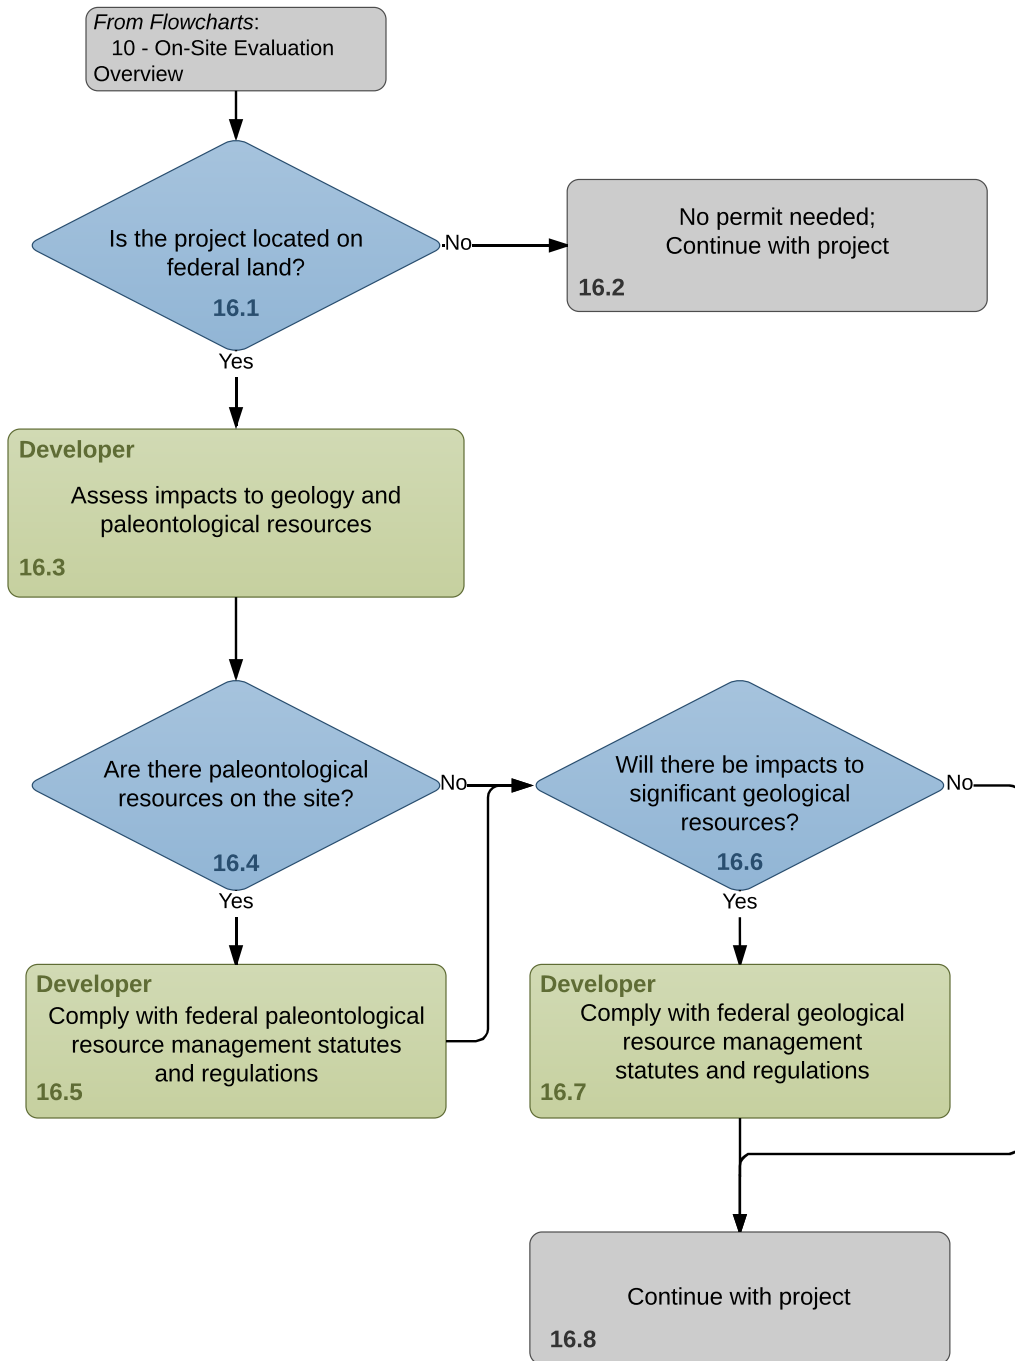 From Flowcharts:
10 - On-Site Evaluation
Overview
Is the project located on
federal land?
16.1
No
No permit needed;
Continue with project
16.2
Yes
Developer
Assess impacts to geology and
paleontological resources
16.3
Are there paleontological
resources on the site?
16.4
No
Will there be impacts to
significant geological
resources?
16.6
No
Yes
Yes
Developer
Comply with federal paleontological
resource management statutes
and regulations
16.5
Developer
Comply with federal geological
resource management
statutes and regulations
16.7
Continue with project
16.8